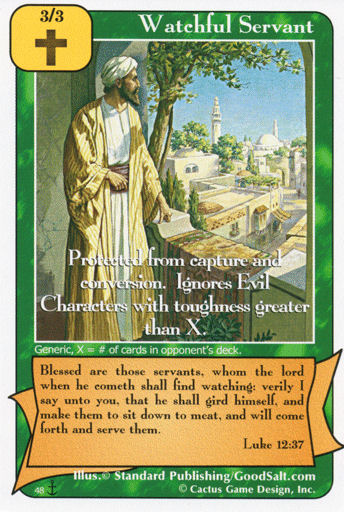 3/3
Watchful Servant
Protected from capture and
conversion. Ignores Evil
Characters with toughness greater
than X.
Generic, X = # of cards in opponent's deck.
Blessed are those servants, whom the lord
when he cometh shall find watching: verily I
say unto you, that he shall gird himself, and
make them to sit down to meat, and will come
forth and serve them.
Luke 12:37
Illus.© Standard Publishing/GoodSalt.com
48 © Cactus Game Design, Inc.